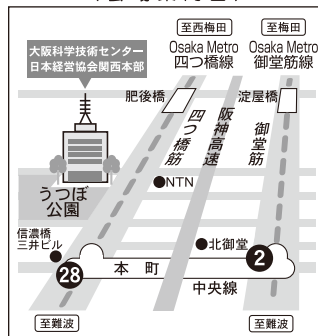 至西梅田
至梅田
Osaka Metro
四つ橋線
Osaka Metro
御堂筋線
大阪科学技術センター
日本経営協会関西本部
肥後橋
淀屋橋
四つ橋筋
阪神高速
御堂筋
うつぼ
公園
●NTN
信濃橋
三井ビル
●北御堂
28
本町
2
中央線
至難波
至難波